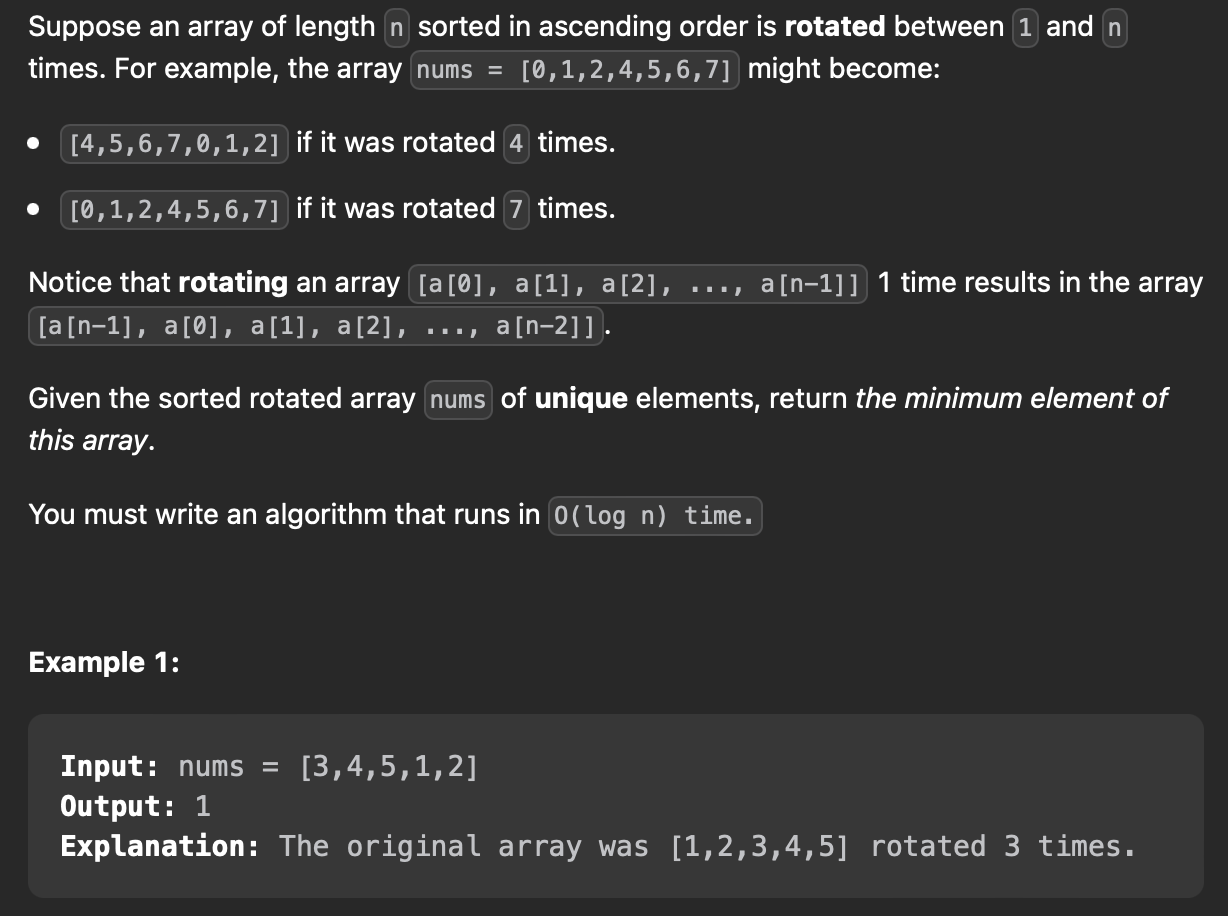 Suppose an array of length n sorted in ascending order is rotated between 1 and n
times. For example, the array nums = [0,1,2,4,5,6,7] might become:
• [4,5,6,7,0,1,2] if it was rotated 4 times.
• [0,1,2,4,5,6,7] if it was rotated 7 times.
Notice that rotating an array [a[0], a[1], a[2], ..., a[n-1]] 1 time results in the array
[a[n-1], a[0], a[1], a[2], ..., a[n-2]].
Given the sorted rotated array nums of unique elements, return the minimum element of
this array.
You must write an algorithm that runs in O(log n) time.
Example 1:
Input: nums = [3,4,5,1,2]
Output: 1
Explanation: The original array was [1,2,3,4,5] rotated 3 times.